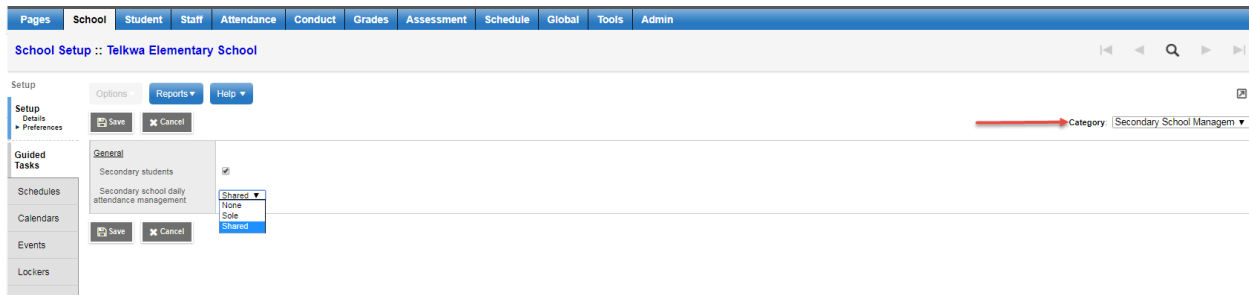 Pages School Student Staff Attendance Conduct Grades Assessment Schedule Global Tools Admin
School Setup :: Telkwa Elementary School
Setup
Options Reports Help
Setup
Details
Preferences
Save Cancel
Category: Secondary School Managem
Guided
Tasks
General
Secondary students
Schedules
Secondary school daily
attendance management
Shared
None
Sole
Shared
Calendars
Save Cancel
Events
Lockers